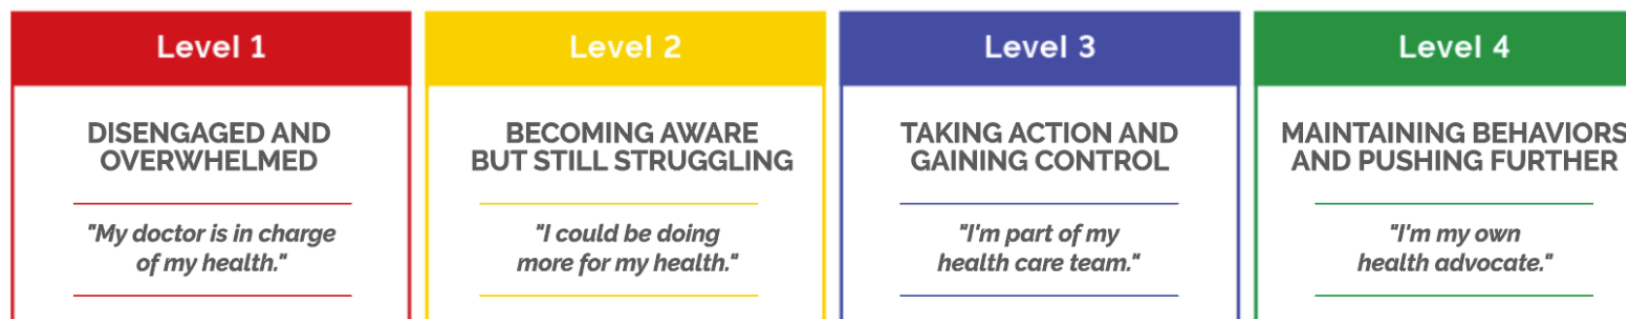 Level 1
DISENGAGED AND
OVERWHELMED
"My doctor is in charge
of my health."
Level 2
BECOMING AWARE
BUT STILL STRUGGLING
"I could be doing
more for my health."
Level 3
TAKING ACTION AND
GAINING CONTROL
"I'm part of my
health care team."
Level 4
MAINTAINING BEHAVIORS
AND PUSHING FURTHER
"I'm my own
health advocate."